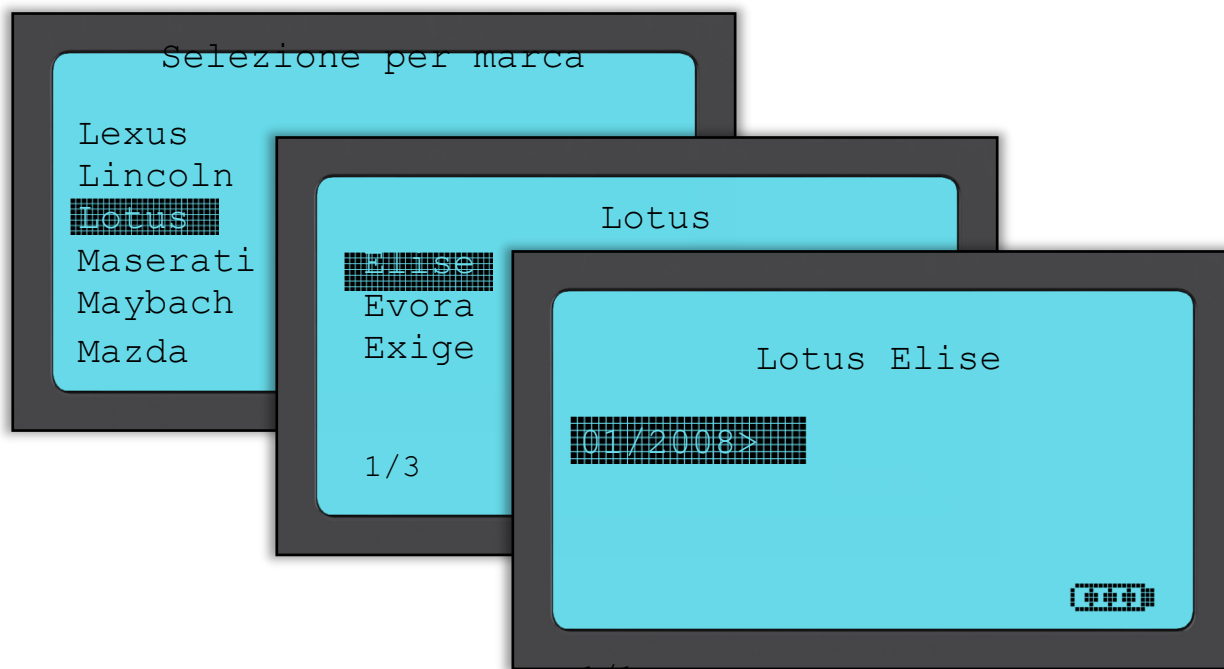 Selezione per marca
Lexus
Lincoln
Lotus
Maserati
Maybach
Mazda
Lotus
Elise
Evora
Exige
1/3
Lotus Elise
01/2008>